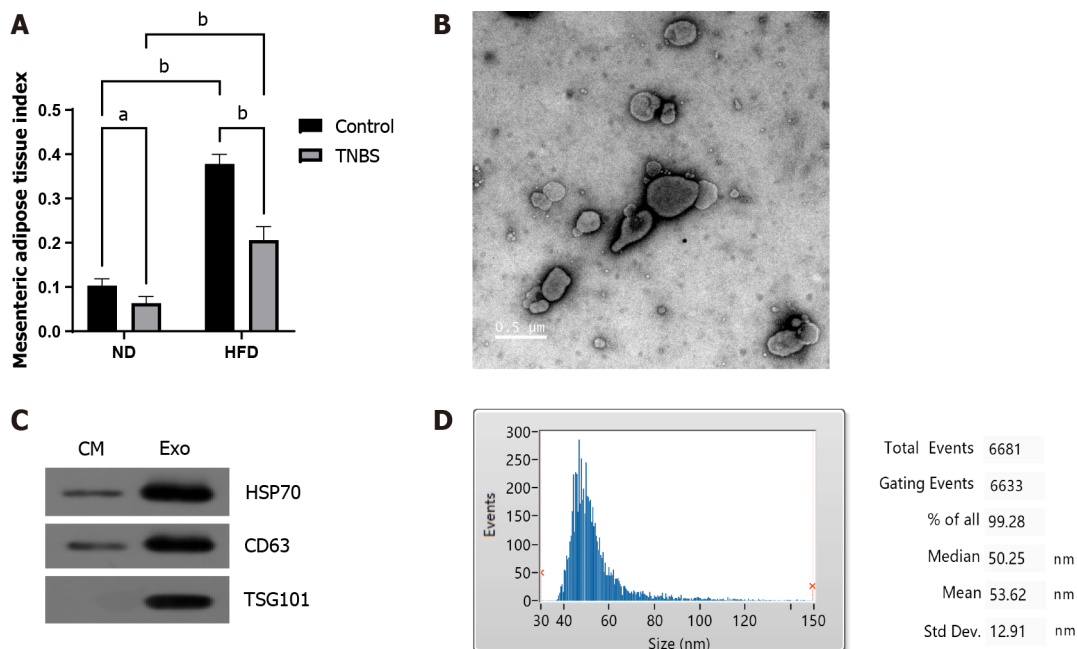 A
b
b
a
b
Mesenteric adipose tissue index
0.5
0.4
0.3
0.2
0.1
0.0
ND
HFD
Control
TNBS
B
0.5 μm
C
CM
Exo
HSP70
CD63
TSG101
D
Events
300
250
200
150
100
50
0
30 40 60 80 100 120 150
Size (nm)
Total Events 6681
Gating Events 6633
% of all 99.28
Median 50.25 nm
Mean 53.62 nm
Std Dev. 12.91 nm